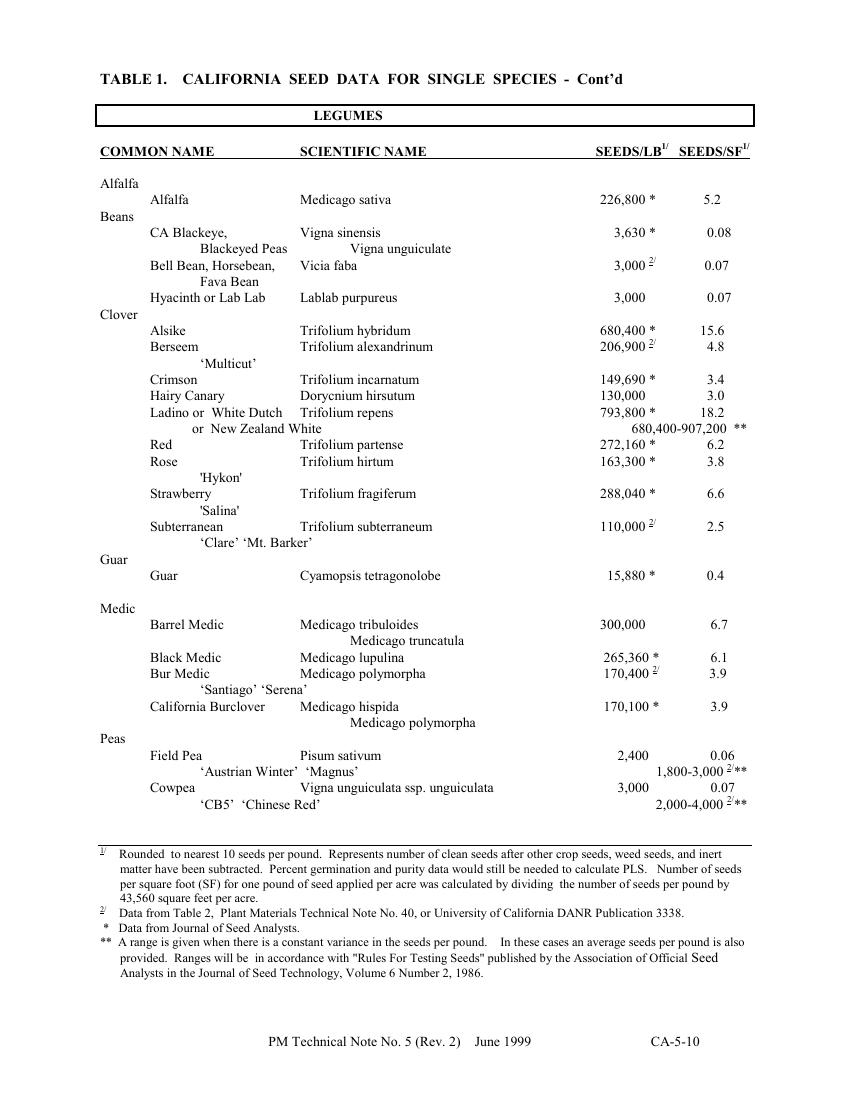 TABLE 1. CALIFORNIA SEED DATA FOR SINGLE SPECIES - Cont'd
LEGUMES
COMMON NAME SCIENTIFIC NAME SEEDS/LB1/ SEEDS/SF1/
Alfalfa
Alfalfa Medicago sativa 226,800 * 5.2
Beans
CA Blackeye, Vigna sinensis 3,630 * 0.08
Blackeyed Peas Vigna unguiculate
Bell Bean, Horsebean, Vicia faba 3,000 2/ 0.07
Fava Bean
Hyacinth or Lab Lab Lablab purpureus 3,000 0.07
Clover
Alsike Trifolium hybridum 680,400 * 15.6
Berseem Trifolium alexandrinum 206,900 2/ 4.8
‘Multicut’
Crimson Trifolium incarnatum 149,690 * 3.4
Hairy Canary Dorycnium hirsutum 130,000 3.0
Ladino or White Dutch Trifolium repens 793,800 * 18.2
or New Zealand White 680,400-907,200 **
Red Trifolium partense 272,160 * 6.2
Rose Trifolium hirtum 163,300 * 3.8
'Hykon'
Strawberry Trifolium fragiferum 288,040 * 6.6
'Salina'
Subterranean Trifolium subterraneum 110,000 2/ 2.5
‘Clare’ ‘Mt. Barker’
Guar
Guar Cyamopsis tetragonolobe 15,880 * 0.4
Medic
Barrel Medic Medicago tribuloides 300,000 6.7
Medicago truncatula
Black Medic Medicago lupulina 265,360 * 6.1
Bur Medic Medicago polymorpha 170,400 2/ 3.9
‘Santiago’ ‘Serena’
California Burclover Medicago hispida 170,100 * 3.9
Medicago polymorpha
Peas
Field Pea Pisum sativum 2,400 0.06
‘Austrian Winter’ ‘Magnus’ 1,800-3,000 2/**
Cowpea Vigna unguiculata ssp. unguiculata 3,000 0.07
‘CB5’ ‘Chinese Red’ 2,000-4,000 2/**
1/ Rounded to nearest 10 seeds per pound. Represents number of clean seeds after other crop seeds, weed seeds, and inert
matter have been subtracted. Percent germination and purity data would still be needed to calculate PLS. Number of seeds
per square foot (SF) for one pound of seed applied per acre was calculated by dividing the number of seeds per pound by
43,560 square feet per acre.
2/ Data from Table 2, Plant Materials Technical Note No. 40, or University of California DANR Publication 3338.
* Data from Journal of Seed Analysts.
** A range is given when there is a constant variance in the seeds per pound. In these cases an average seeds per pound is also
provided. Ranges will be in accordance with "Rules For Testing Seeds" published by the Association of Official Seed
Analysts in the Journal of Seed Technology, Volume 6 Number 2, 1986.
PM Technical Note No. 5 (Rev. 2) June 1999 CA-5-10